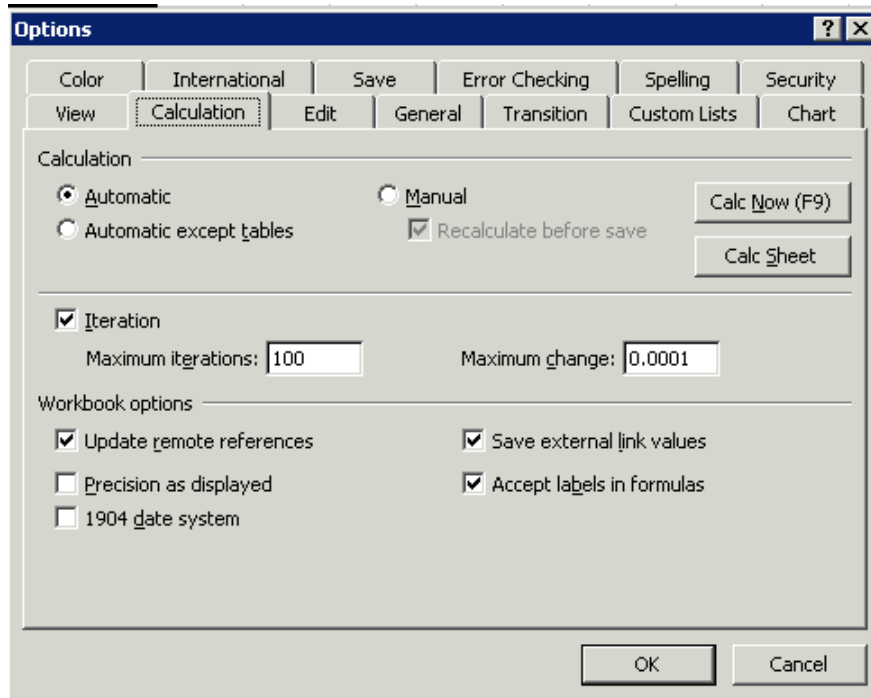 Options
Color International Save Error Checking Spelling Security
View Calculation Edit General Transition Custom Lists Chart
Calculation
Automatic Manual Calc Now (F9)
Automatic except tables Recalculate before save
Calc Sheet
Iteration
Maximum iterations: 100 Maximum change: 0.0001
Workbook options
Update remote references Save external link values
Precision as displayed Accept labels in formulas
1904 date system
OK Cancel